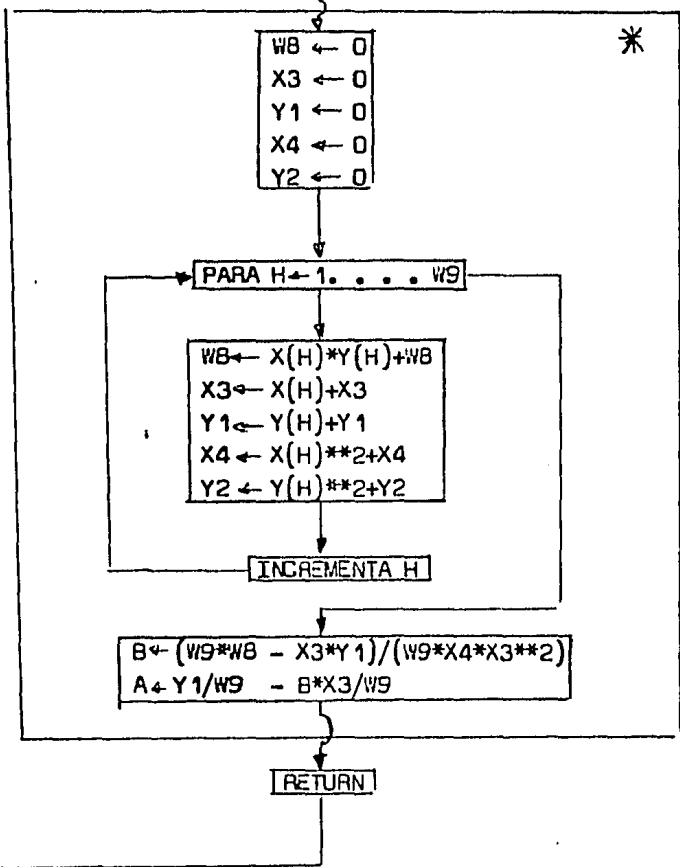 *
W8 ← 0
X3 ← 0
Y1 ← 0
X4 ← 0
Y2 ← 0
PARA H ← 1. . . . W9
W8 ← X(H)*Y(H)+W8
X3 ← X(H)+X3
Y1 ← Y(H)+Y1
X4 ← X(H)**2+X4
Y2 ← Y(H)**2+Y2
INCREMENTA H
B ← (W9*W8 - X3*Y1)/(W9*X4*X3**2)
A ← Y1/W9 - B*X3/W9
RETURN